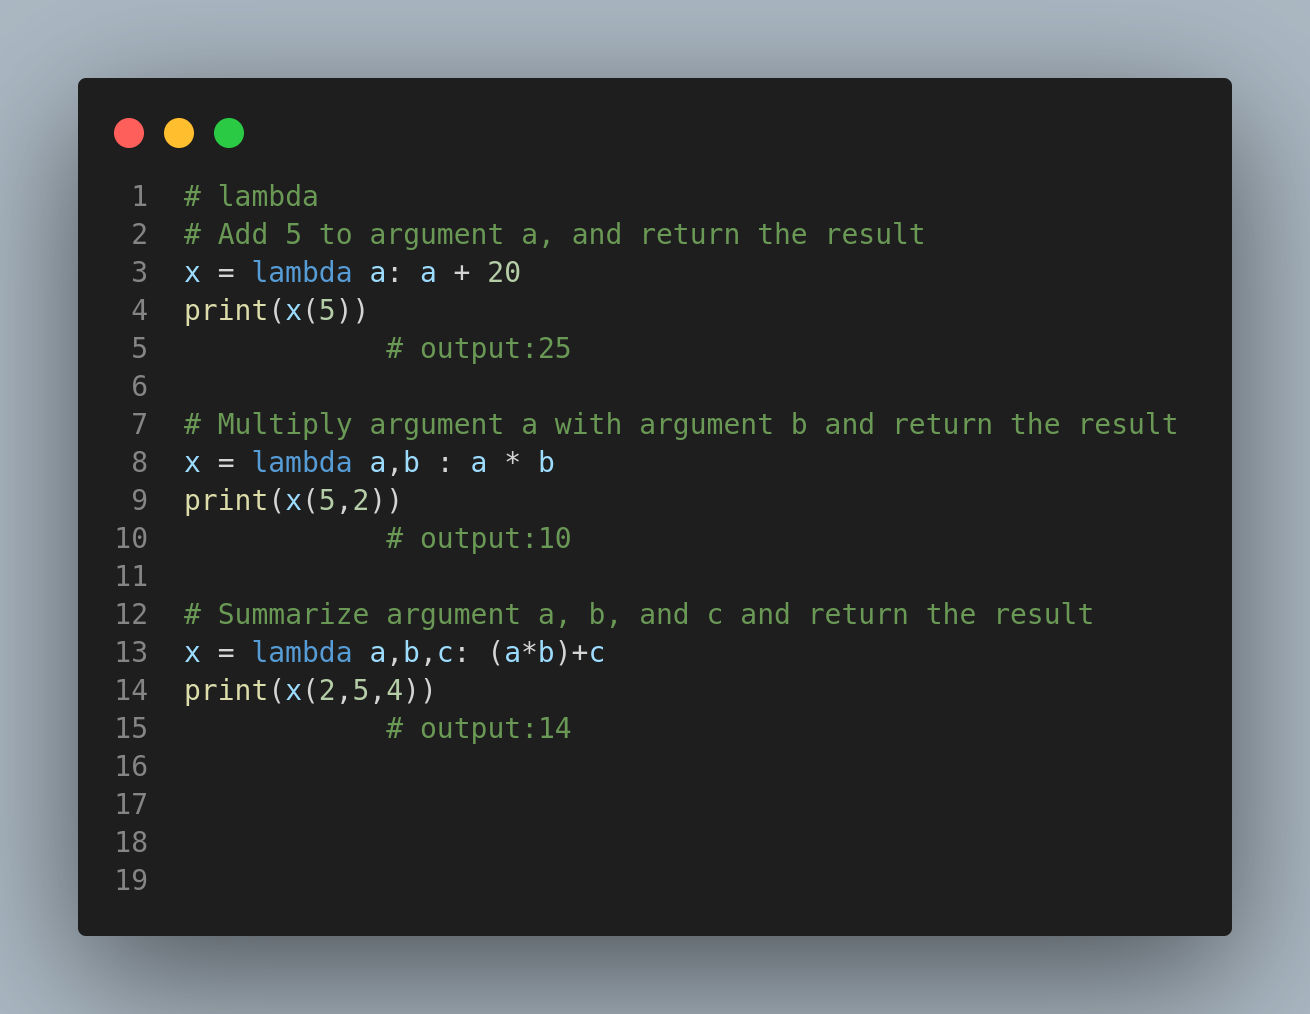 1 # lambda
2 # Add 5 to argument a, and return the result
3 x = lambda a: a + 20
4 print(x(5))
5             # output:25
6
7 # Multiply argument a with argument b and return the result
8 x = lambda a,b : a * b
9 print(x(5,2))
10             # output:10
11
12 # Summarize argument a, b, and c and return the result
13 x = lambda a,b,c: (a*b)+c
14 print(x(2,5,4))
15             # output:14
16
17
18
19